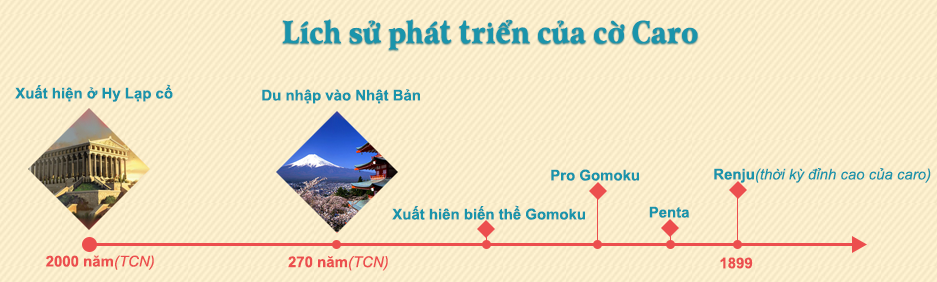 Lích sử phát triển của cờ Caro
Xuất hiện ở Hy Lạp cổ
Du nhập vào Nhật Bản
Pro Gomoku
Renju(thời kỳ đỉnh cao của caro)
Xuất hiên biến thể Gomoku
Penta
2000 năm(TCN)
270 năm(TCN)
1899